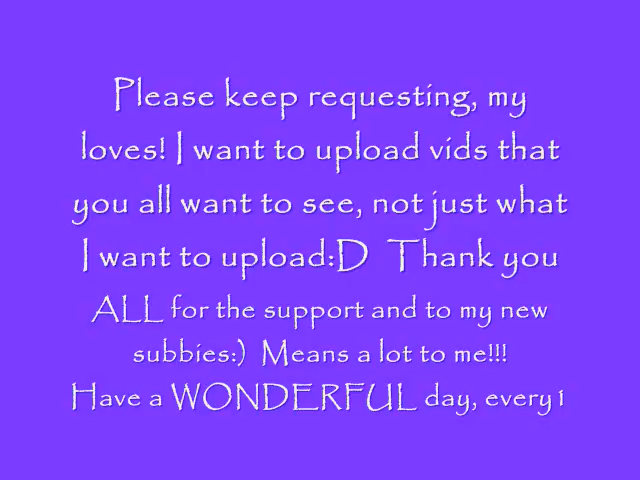 Please keep requesting, my
loves! I want to upload vids that
you all want to see, not just what
I want to upload:D Thank you
ALL for the support and to my new
subbies:) Means a lot to me!!!
Have a WONDERFUL day, every1